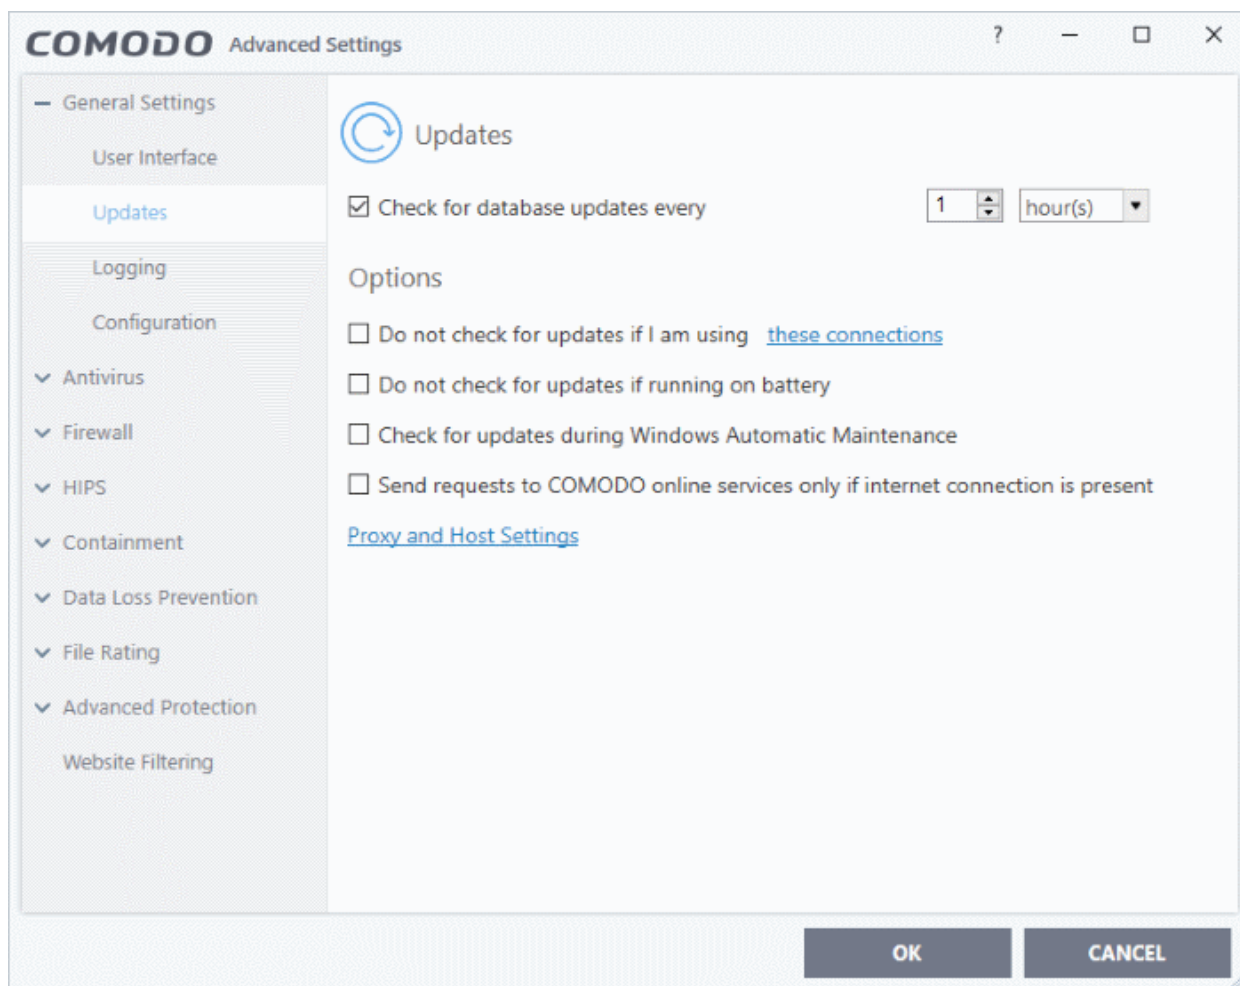 COMODO Advanced Settings ?
General Settings
User Interface
Updates
Logging
Configuration
Antivirus
Firewall
HIPS
Containment
Data Loss Prevention
File Rating
Advanced Protection
Website Filtering
Updates
Check for database updates every 1 hour(s)
Options
Do not check for updates if I am using these connections
Do not check for updates if running on battery
Check for updates during Windows Automatic Maintenance
Send requests to COMODO online services only if internet connection is present
Proxy and Host Settings
OK CANCEL